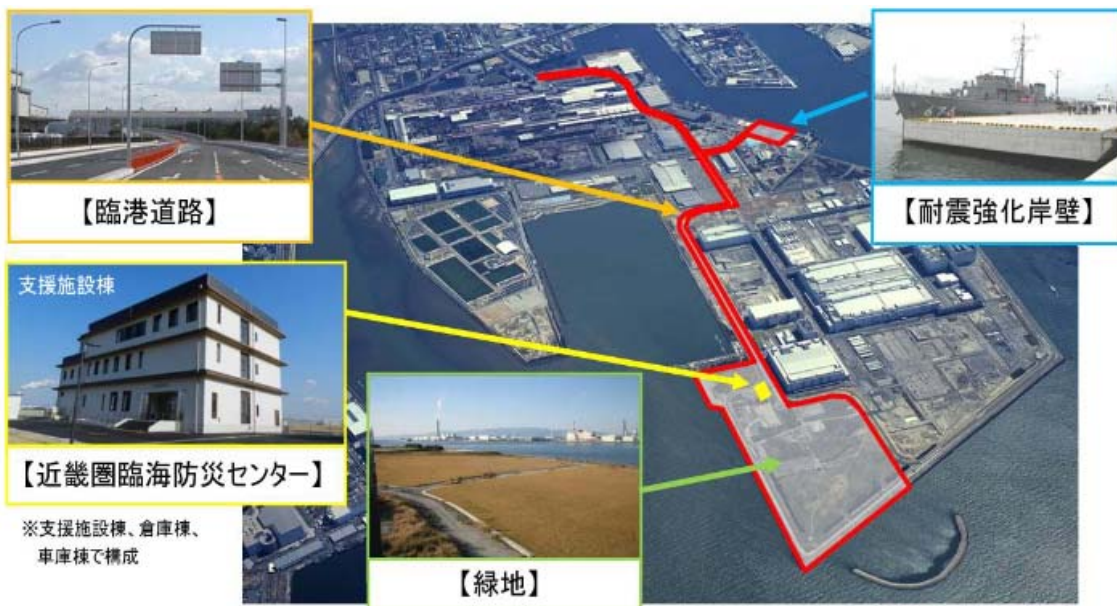 【臨港道路】
【耐震強化岸壁】
支援施設棟
【近畿圏臨海防災センター】
※支援施設棟、倉庫棟、
車庫棟で構成
【緑地】